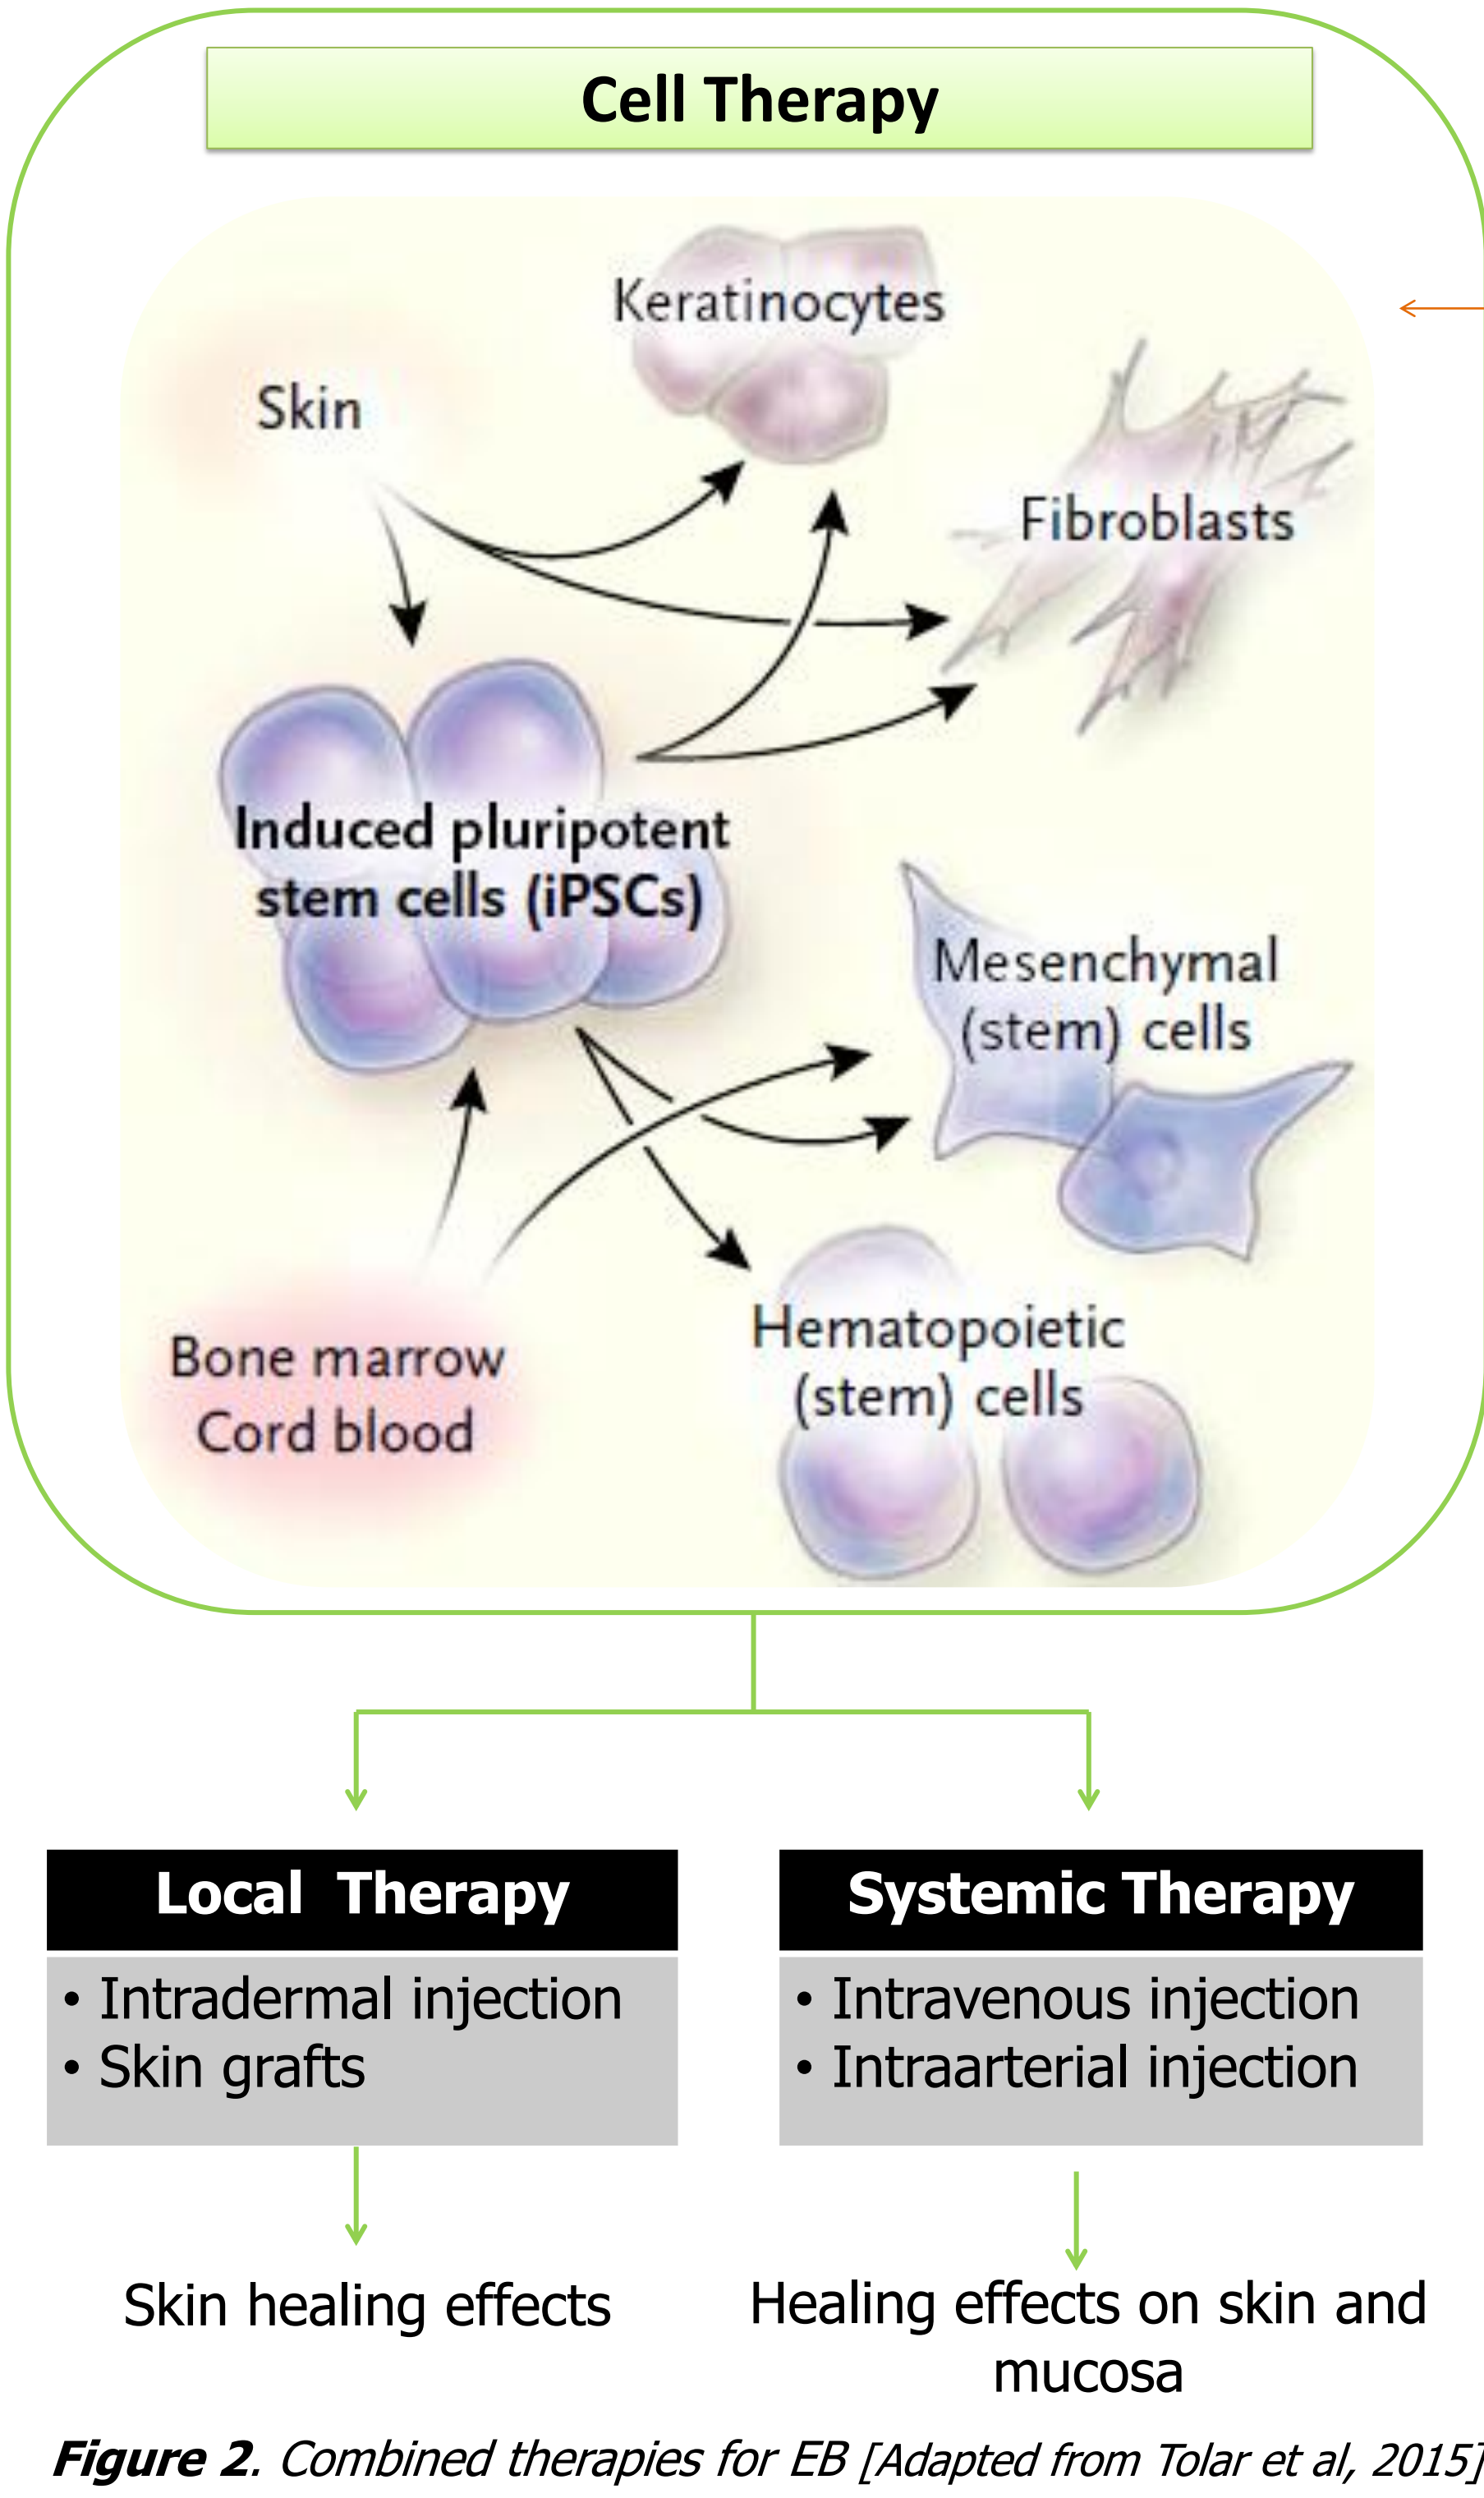 Cell Therapy
Keratinocytes
Skin
Fibroblasts
Induced pluripotent
stem cells (iPSCs)
Mesenchymal
(stem) cells
Hematopoietic
(stem) cells
Bone marrow
Cord blood
Local Therapy
• Intradermal injection
• Skin grafts
Skin healing effects
Systemic Therapy
• Intravenous injection
• Intraarterial injection
Healing effects on skin and
mucosa
Figure 2. Combined therapies for EB [Adapted from Tolar et al, 2015]